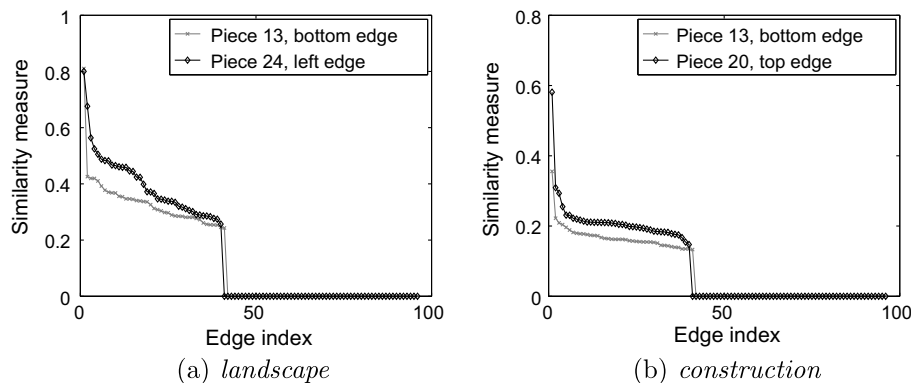 1
0.8
0.6
0.4
0.2
0
0 50 100
Similarity measure
Edge index
Piece 13, bottom edge
Piece 24, left edge
(a) landscape
0.8
0.6
0.4
0.2
0
0 50 100
Similarity measure
Edge index
Piece 13, bottom edge
Piece 20, top edge
(b) construction